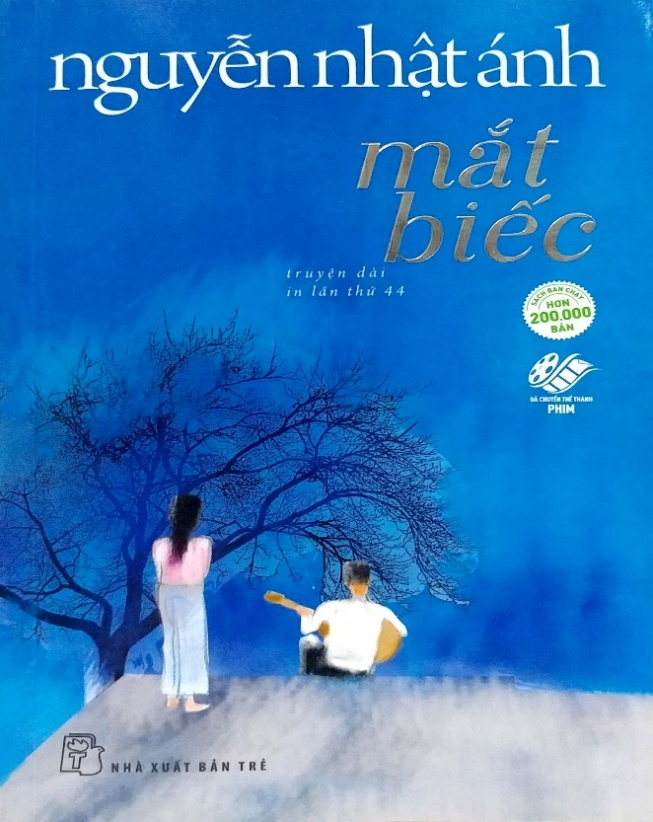 nguyễn nhật ánh
mắt
biếc
truyện dài
in lần thứ 44
SÁCH BÁN CHẠY
HƠN
200.000
BẢN
ĐÃ CHUYỂN THỂ THÀNH
PHIM
T
NHÀ XUẤT BẢN TRẺ